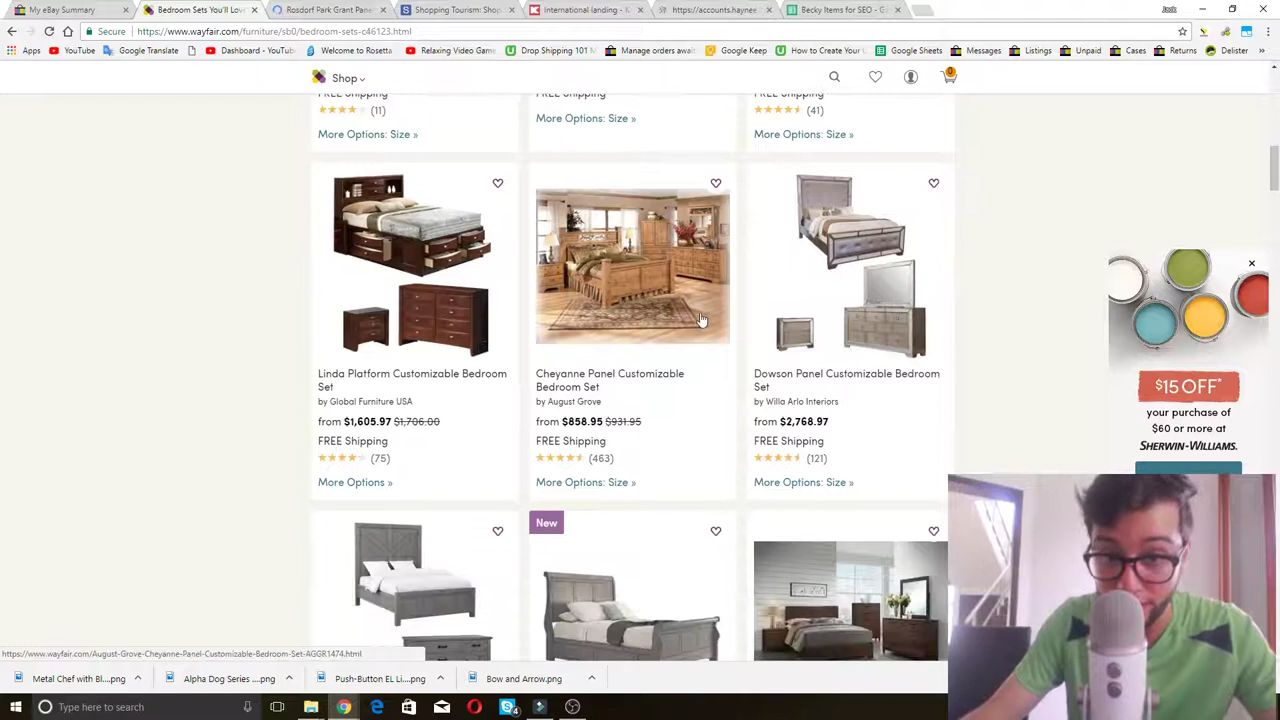 My eBay Summary
Bedroom Sets You'll Love
Rosdorf Park Grant Pane
Shopping Tourism: Shop
International-landing - K
https://accounts.hayne
Becky Items for SEO - G
Secure
https://www.wayfair.com/furniture/sb0/bedroom-sets-c46123.html
Apps
YouTube
Google Translate
Dashboard - YouTube
Welcome to Rosetta
Relaxing Video Game
Drop Shipping 101
Manage orders await
Google Keep
How to Create Your
Google Sheets
Messages
Listings
Unpaid
Cases
Returns
Delister
Shop
0
FREE Shipping
(11)
FREE Shipping
(41)
More Options: Size »
More Options: Size »
More Options: Size »
Linda Platform Customizable Bedroom
Set
by Global Furniture USA
from $1,605.97 $1,706.00
FREE Shipping
(75)
More Options »
Cheyanne Panel Customizable
Bedroom Set
by August Grove
from $858.95 $931.95
FREE Shipping
(463)
More Options: Size »
Dowson Panel Customizable Bedroom
Set
by Willa Arlo Interiors
from $2,768.97
FREE Shipping
(121)
More Options: Size »
New
$15 OFF*
your purchase of
$60 or more at
SHERWIN-WILLIAMS.
https://www.wayfair.com/August-Grove-Cheyanne-Panel-Customizable-Bedroom-Set-AGGR1474.html
Metal Chef with Bl....png
Alpha Dog Series ....png
Push-Button EL Li....png
Bow and Arrow.png
Type here to search
4